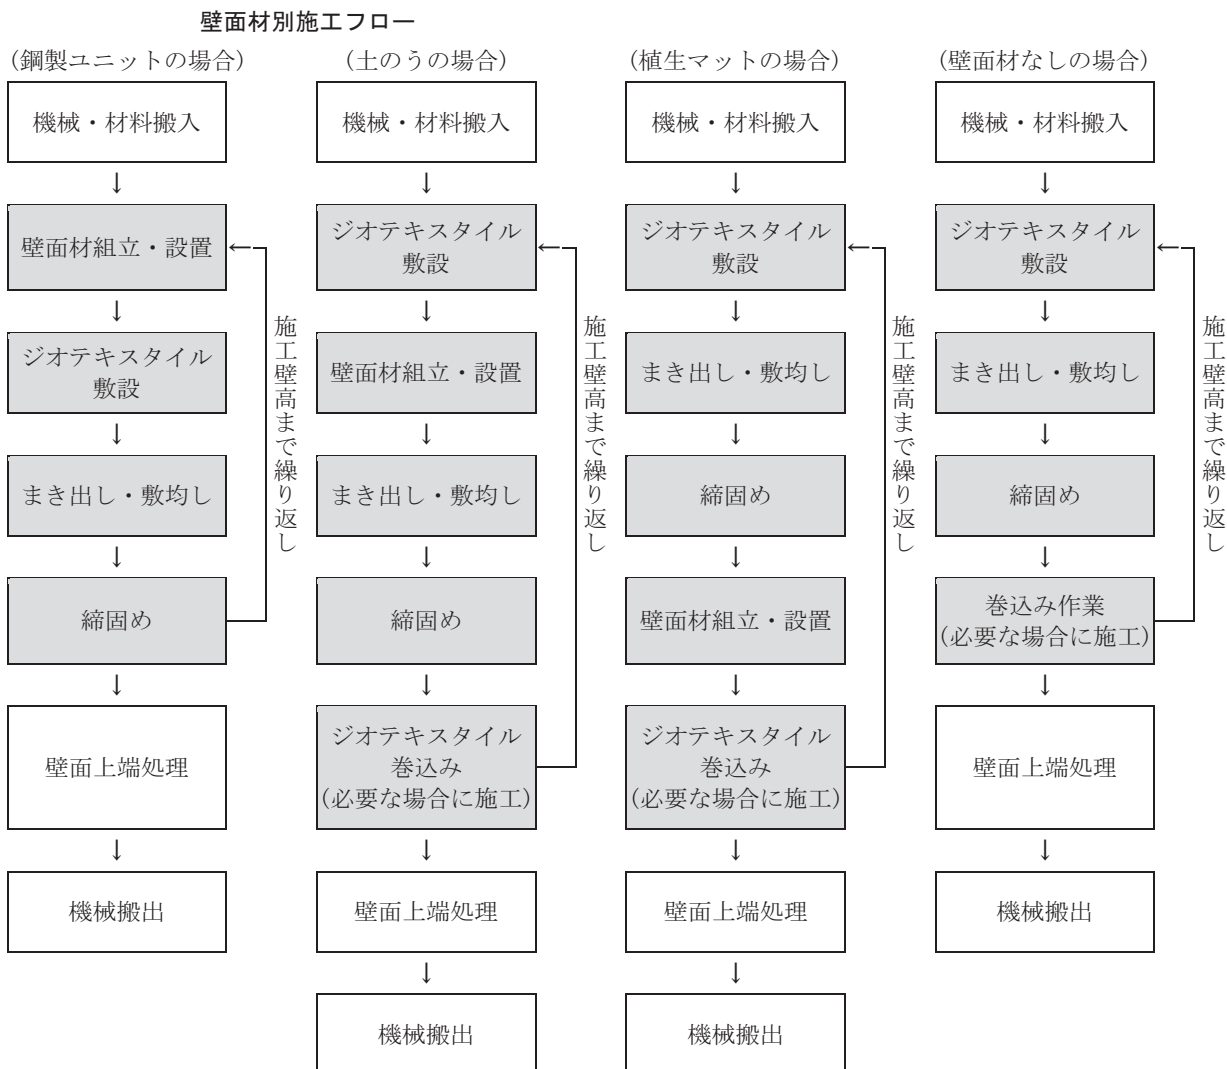 壁面材別施工フロー
(鋼製ユニットの場合)
機械・材料搬入
↓
壁面材組立・設置
←
↓
ジオテキスタイル
敷設
↓
まき出し・敷均し
↓
締固め
施工壁高まで繰り返し
↓
壁面上端処理
↓
機械搬出
(土のうの場合)
機械・材料搬入
↓
ジオテキスタイル
敷設
←
↓
壁面材組立・設置
↓
まき出し・敷均し
↓
締固め
↓
ジオテキスタイル
巻込み
(必要な場合に施工)
施工壁高まで繰り返し
↓
壁面上端処理
↓
機械搬出
(植生マットの場合)
機械・材料搬入
↓
ジオテキスタイル
敷設
←
↓
まき出し・敷均し
↓
締固め
↓
壁面材組立・設置
↓
ジオテキスタイル
巻込み
(必要な場合に施工)
施工壁高まで繰り返し
↓
壁面上端処理
↓
機械搬出
(壁面材なしの場合)
機械・材料搬入
↓
ジオテキスタイル
敷設
←
↓
まき出し・敷均し
↓
締固め
↓
巻込み作業
(必要な場合に施工)
施工壁高まで繰り返し
↓
壁面上端処理
↓
機械搬出